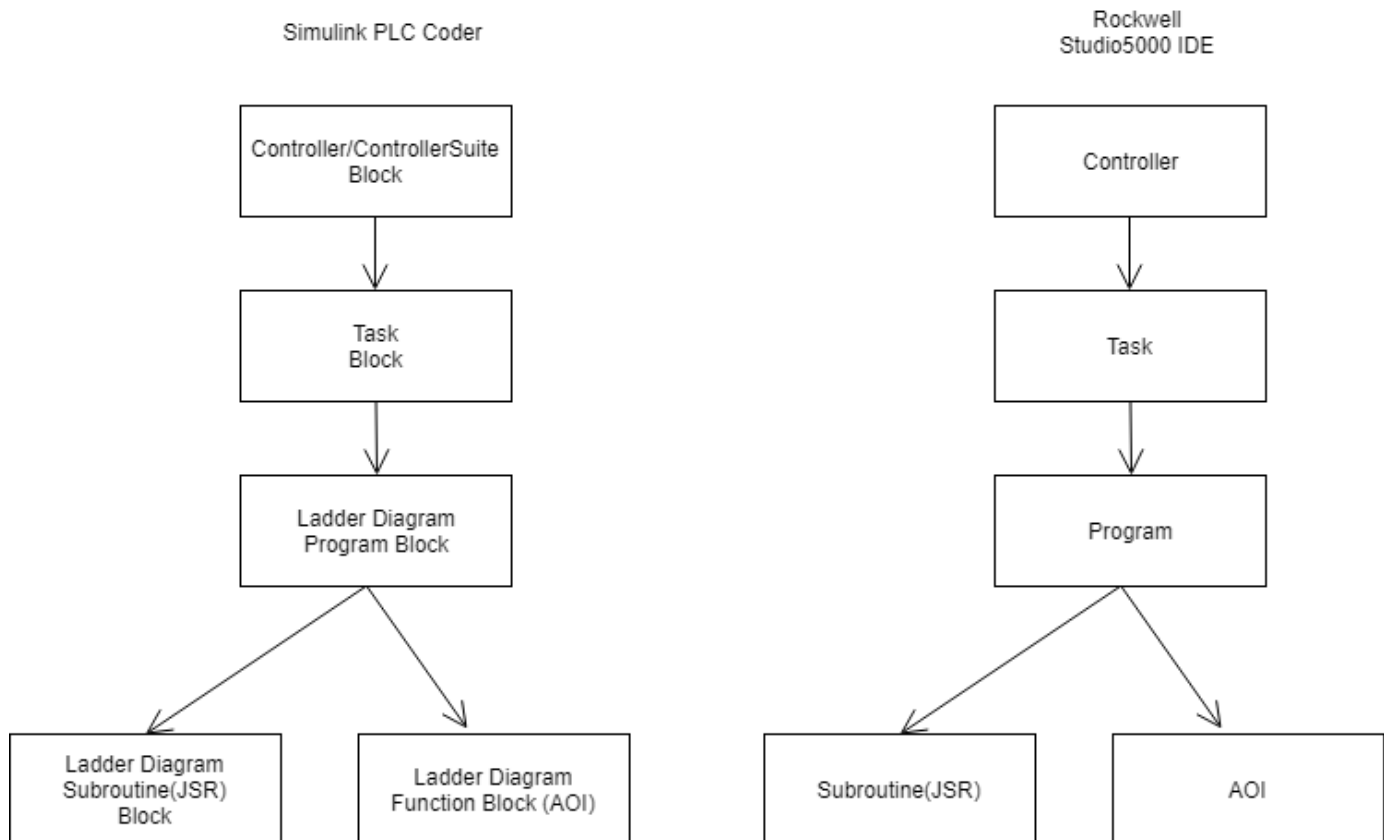 Simulink PLC Coder
Rockwell
Studio5000 IDE
Controller/ControllerSuite
Block
Controller
Task
Block
Task
Ladder Diagram
Program Block
Program
Ladder Diagram
Subroutine(JSR)
Block
Ladder Diagram
Function Block (AOI)
Subroutine(JSR)
AOI